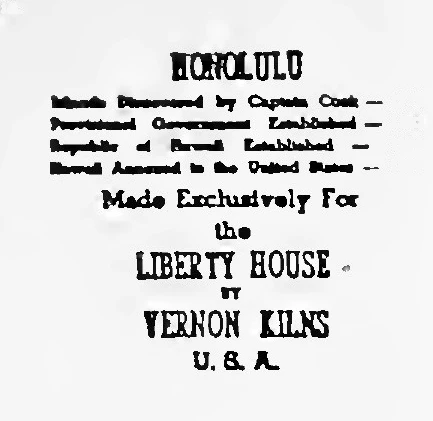 HONOLULU
Islands Discovered by Captain Cook —
Provisional Government Established —
Republic of Hawaii Established —
Hawaii Annexed to the United States —
Made Exclusively For
the
LIBERTY HOUSE
BY
VERNON KILNS
U. S. A.